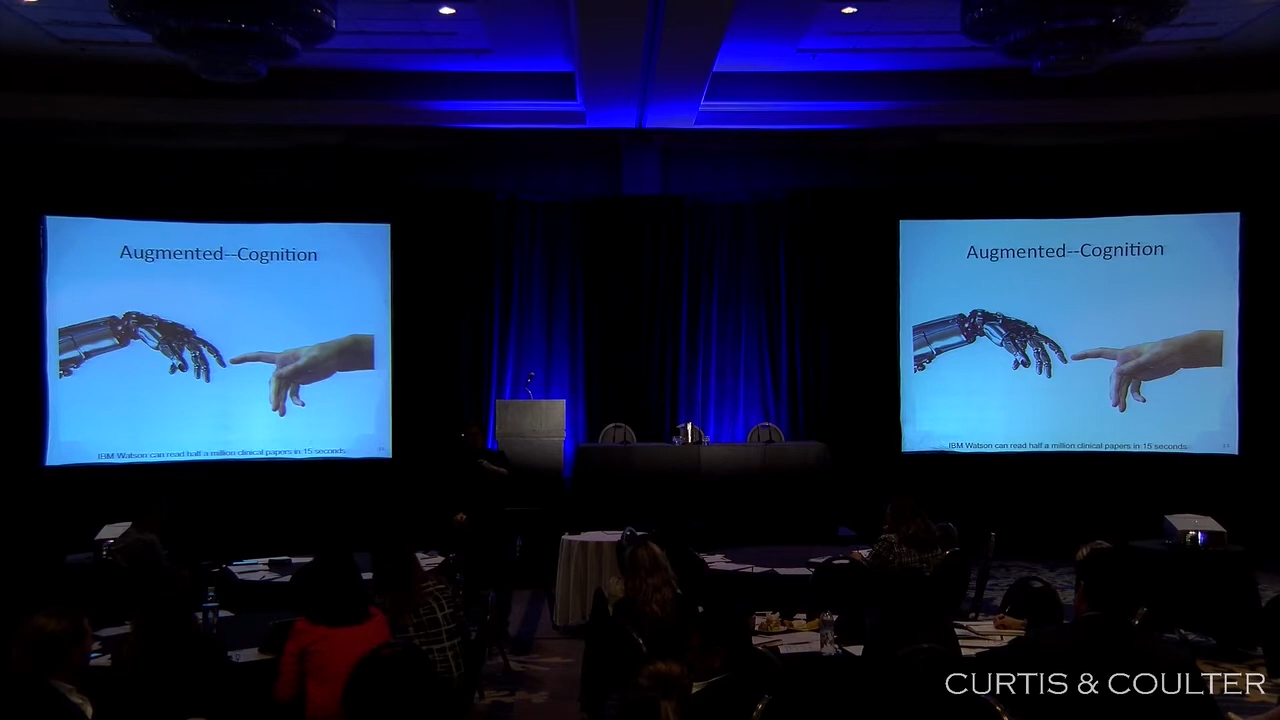 Augmented--Cognition
IBM Watson can read half a million clinical papers in 15 seconds
Augmented--Cognition
IBM Watson can read half a million clinical papers in 15 seconds
CURTIS & COULTER